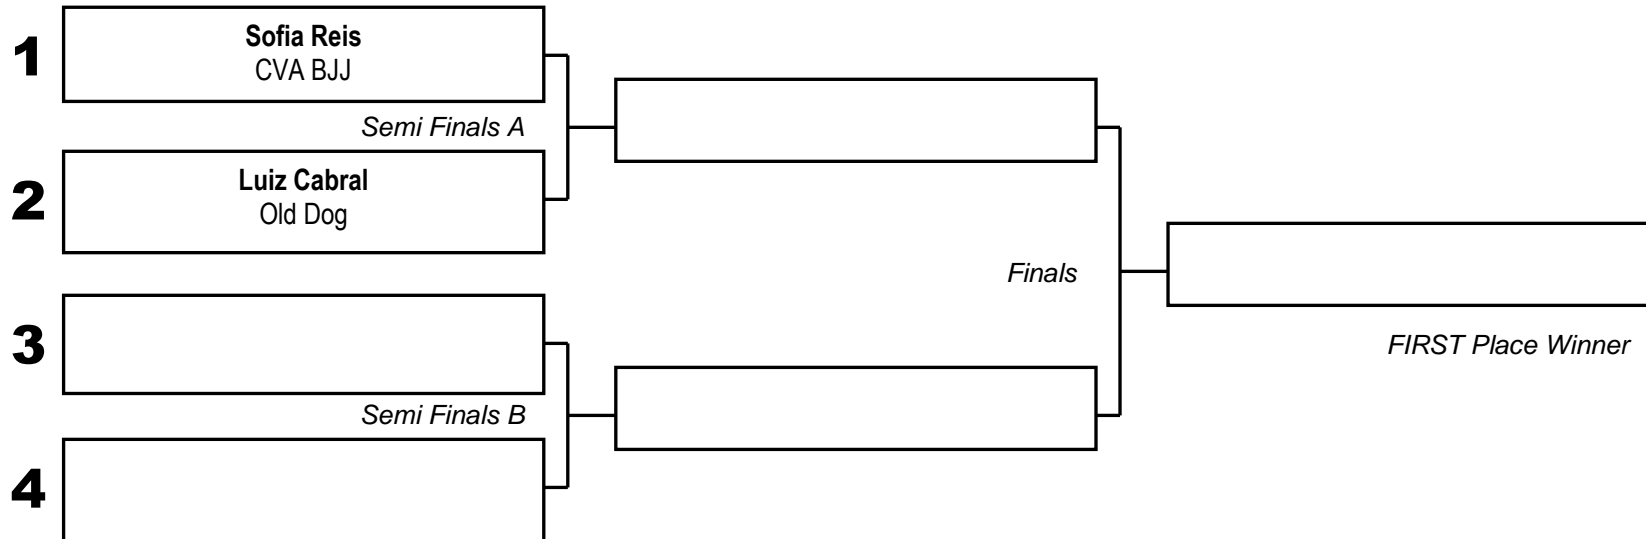 1
Sofia Reis
CVA BJJ
Semi Finals A
2
Luiz Cabral
Old Dog
Finals
3
FIRST Place Winner
Semi Finals B
4